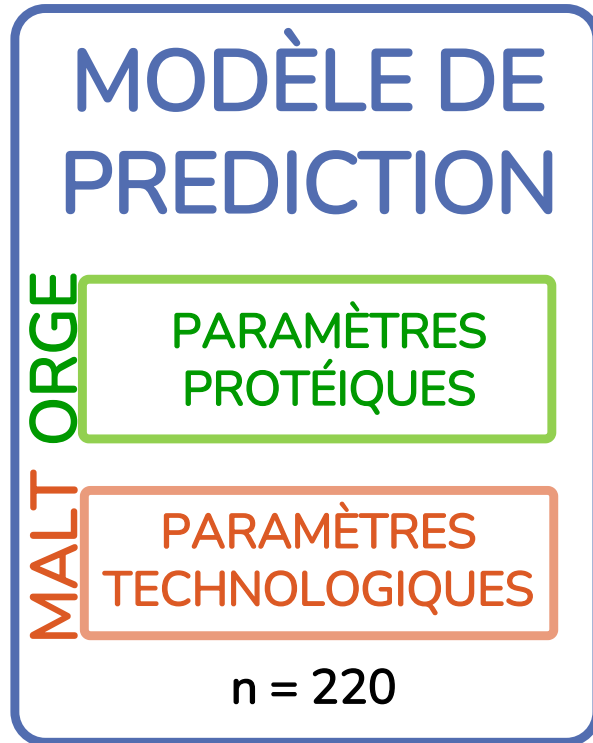 MODÈLE DE
PREDICTION
ORGE
PARAMÈTRES
PROTÉIQUES
MALT
PARAMÈTRES
TECHNOLOGIQUES
n = 220